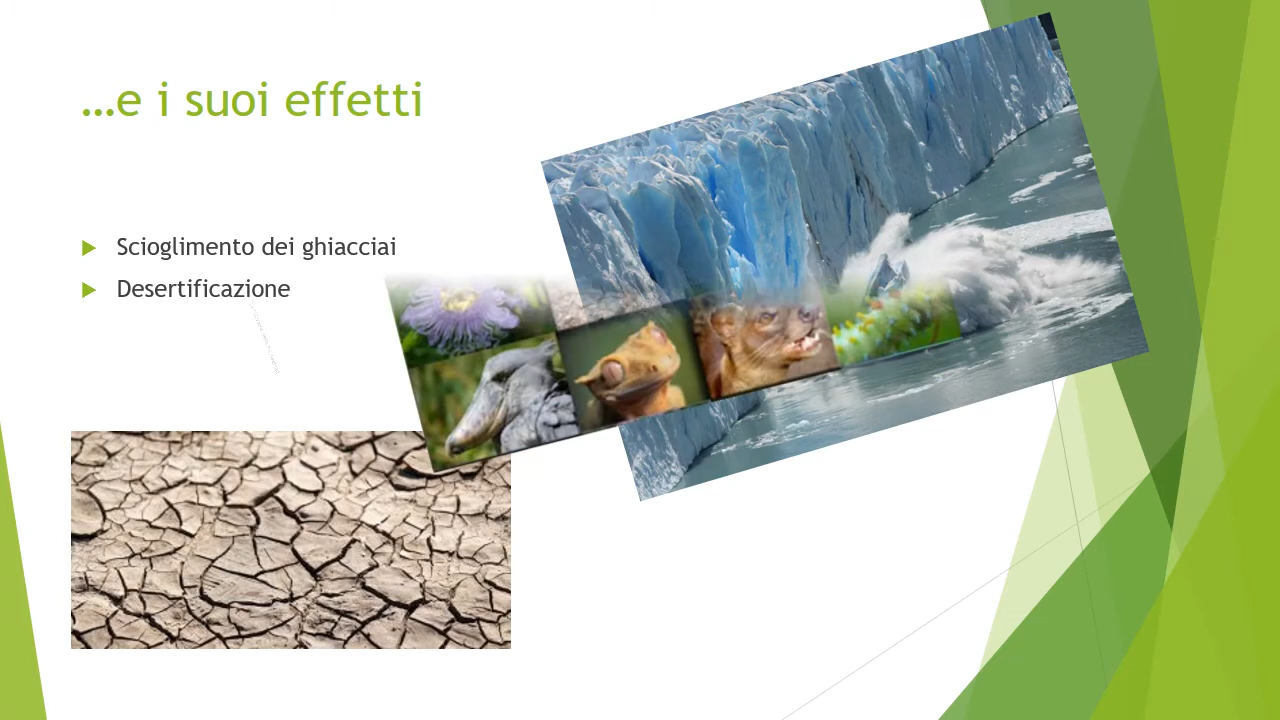 …e i suoi effetti
Scioglimento dei ghiacciai
Desertificazione